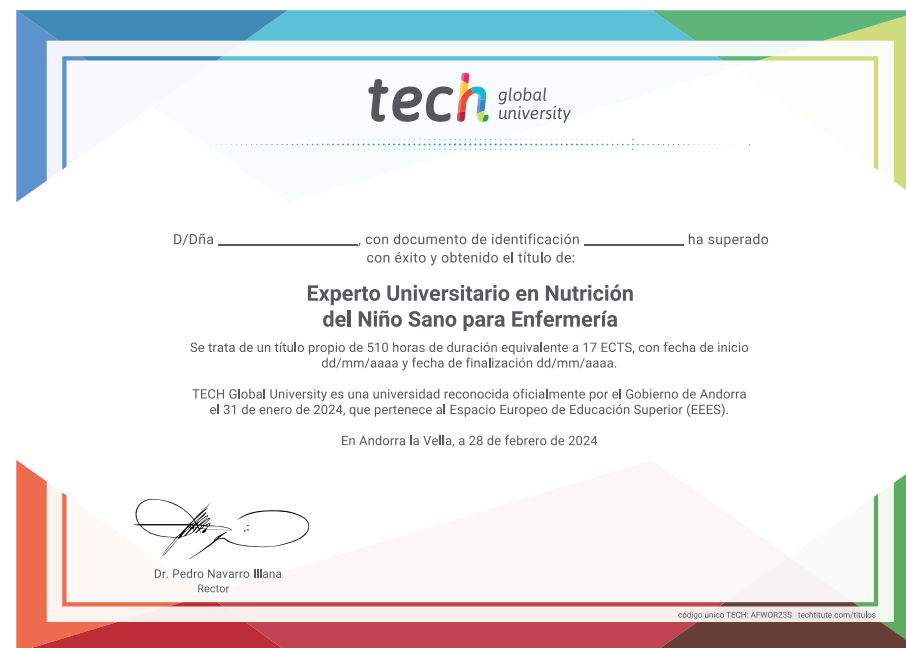 tech global university
D/Dña ______________, con documento de identificación __________ ha superado
con éxito y obtenido el título de:
Experto Universitario en Nutrición
del Niño Sano para Enfermería
Se trata de un título propio de 510 horas de duración equivalente a 17 ECTS, con fecha de inicio
dd/mm/aaaa y fecha de finalización dd/mm/aaaa.
TECH Global University es una universidad reconocida oficialmente por el Gobierno de Andorra
el 31 de enero de 2024, que pertenece al Espacio Europeo de Educación Superior (EEES).
En Andorra la Vella, a 28 de febrero de 2024
Dr. Pedro Navarro Illana
Rector
código único TECH: AFWOR23S techtitute.com/titulos